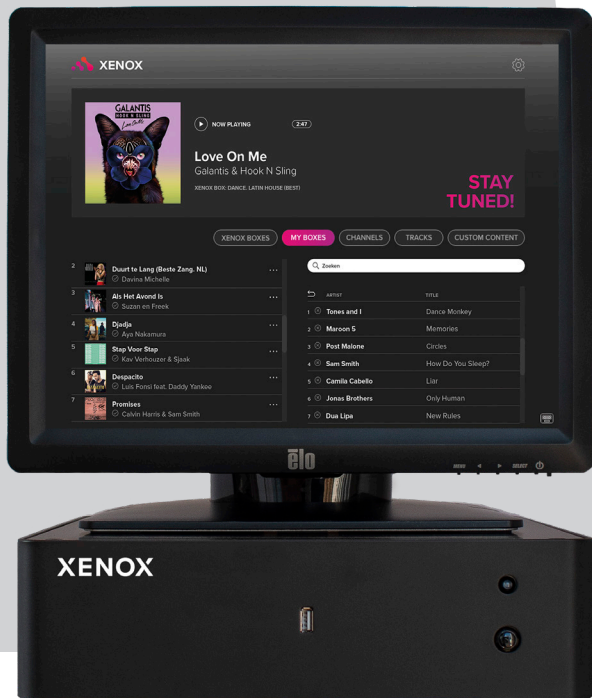 XENOX
GALANTIS
HOOK N SLING
Love On Me
NOW PLAYING
2:47
Love On Me
Galantis & Hook N Sling
XENOX BOX: DANCE: LATIN HOUSE (BEST)
STAY
TUNED!
XENOX BOXES
MY BOXES
CHANNELS
TRACKS
CUSTOM CONTENT
2 Duurt te Lang (Beste Zang. NL)
Davina Michelle
3 Als Het Avond Is
Suzan en Freek
4 Djadja
Aya Nakamura
5 Stap Voor Stap
Kav Verhouzer & Sjaak
6 Despacito
Luis Fonsi feat. Daddy Yankee
7 Promises
Calvin Harris & Sam Smith
Zoeken
ARTIST TITLE
1 Tones and I Dance Monkey
2 Maroon 5 Memories
3 Post Malone Circles
4 Sam Smith How Do You Sleep?
5 Camila Cabello Liar
6 Jonas Brothers Only Human
7 Dua Lipa New Rules
elo
MENU SELECT
XENOX